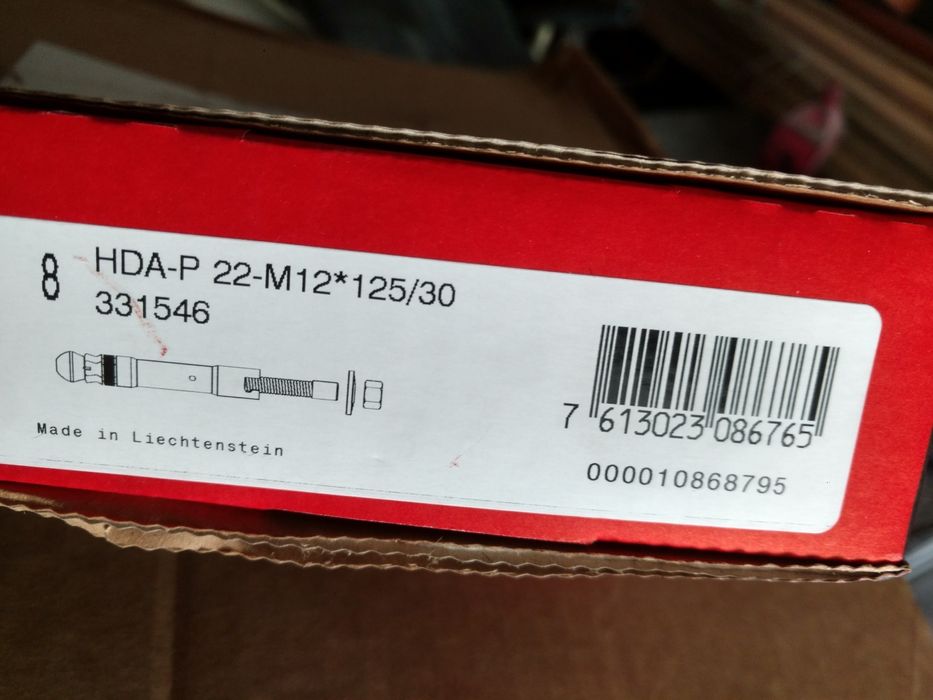 8
HDA-P 22-M12*125/30
331546
Made in Liechtenstein
7 613023 086765
000010868795